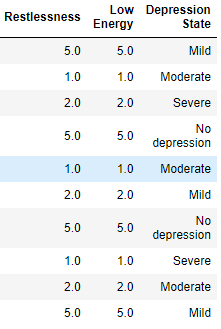 Restlessness Low Energy Depression State
5.0 5.0 Mild
1.0 1.0 Moderate
2.0 2.0 Severe
5.0 5.0 No depression
1.0 1.0 Moderate
2.0 2.0 Mild
5.0 5.0 No depression
1.0 1.0 Severe
2.0 2.0 Moderate
5.0 5.0 Mild